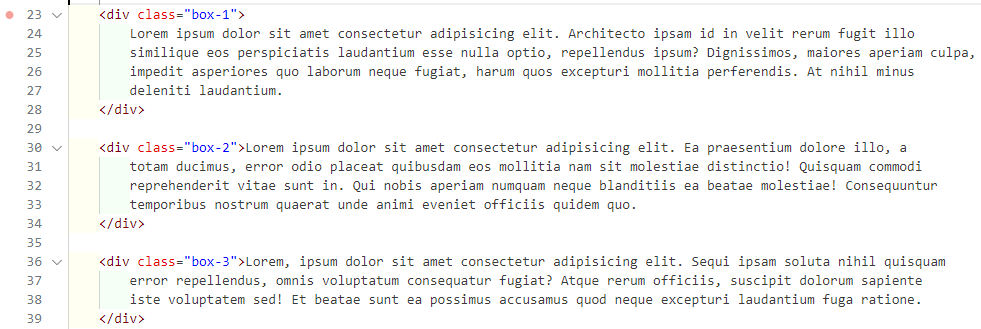 23 <div class="box-1">
24 Lorem ipsum dolor sit amet consectetur adipisicing elit. Architecto ipsam id in velit rerum fugit illo
25 similique eos perspiciatis laudantium esse nulla optio, repellendus ipsum? Dignissimos, maiores aperiam culpa,
26 impedit asperiores quo laborum neque fugiat, harum quos excepturi mollitia perferendis. At nihil minus
27 deleniti laudantium.
28 </div>
29
30 <div class="box-2">Lorem ipsum dolor sit amet consectetur adipisicing elit. Ea praesentium dolore illo, a
31 totam ducimus, error odio placeat quibusdam eos mollitia nam sit molestiae distinctio! Quisquam commodi
32 reprehenderit vitae sunt in. Qui nobis aperiam numquam neque blanditiis ea beatae molestiae! Consequuntur
33 temporibus nostrum quaerat unde animi eveniet officiis quidem quo.
34 </div>
35
36 <div class="box-3">Lorem, ipsum dolor sit amet consectetur adipisicing elit. Sequi ipsam soluta nihil quisquam
37 error repellendus, omnis voluptatum consequatur fugiat? Atque rerum officiis, suscipit dolorum sapiente
38 iste voluptatem sed! Et beatae sunt ea possimus accusamus quod neque excepturi laudantium fuga ratione.
39 </div>